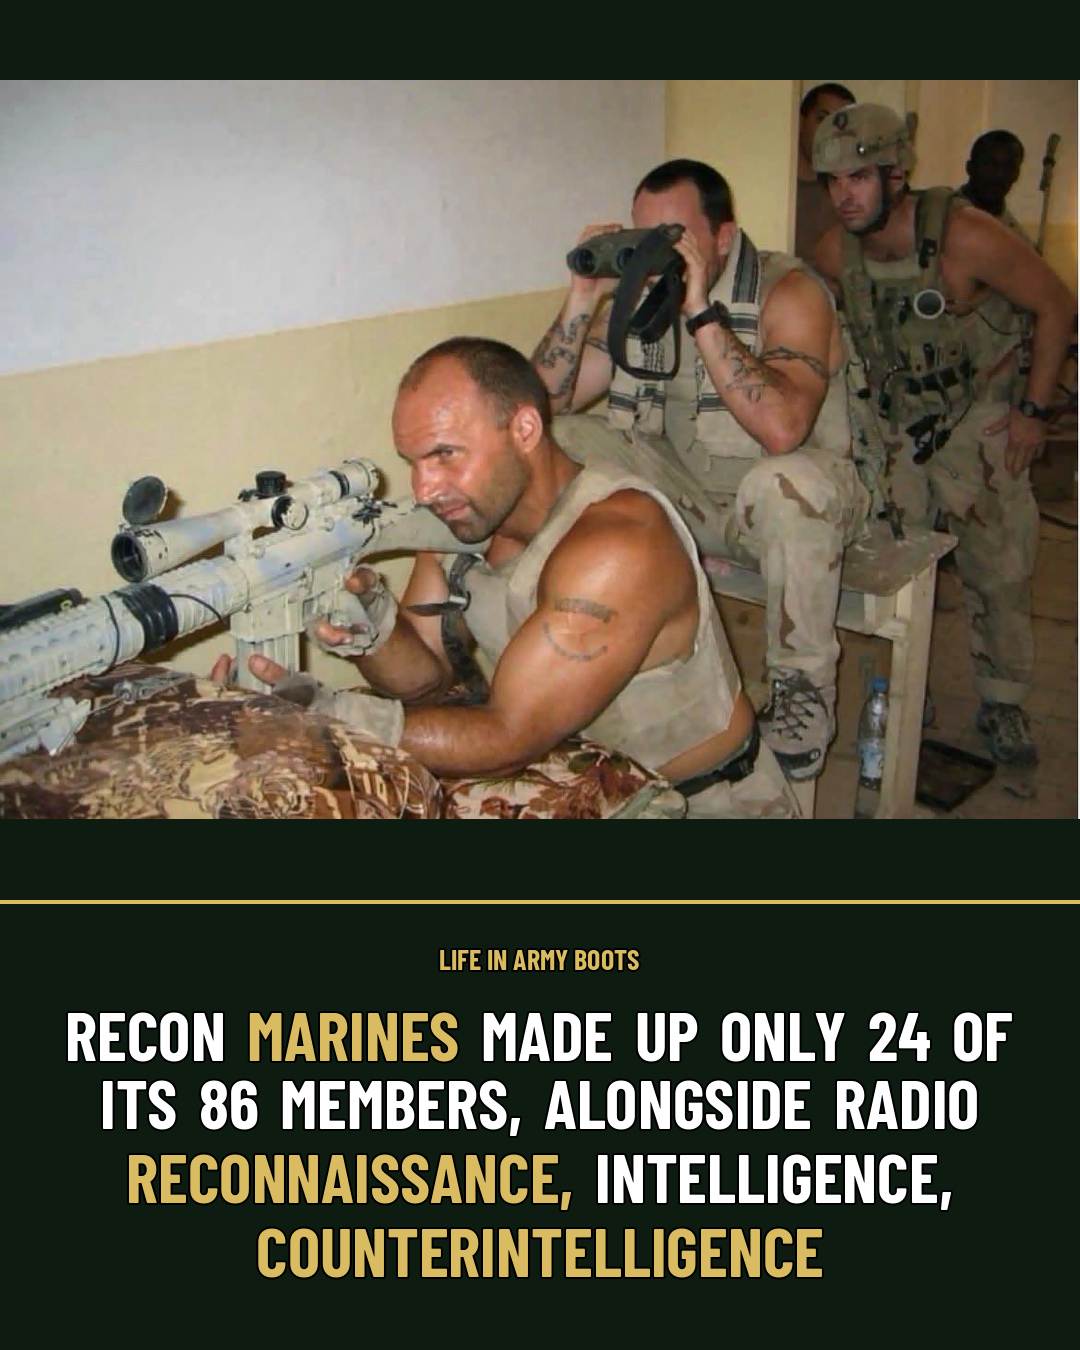 LIFE IN ARMY BOOTS
RECON MARINES MADE UP ONLY 24 OF
ITS 86 MEMBERS, ALONGSIDE RADIO
RECONNAISSANCE, INTELLIGENCE,
COUNTERINTELLIGENCE